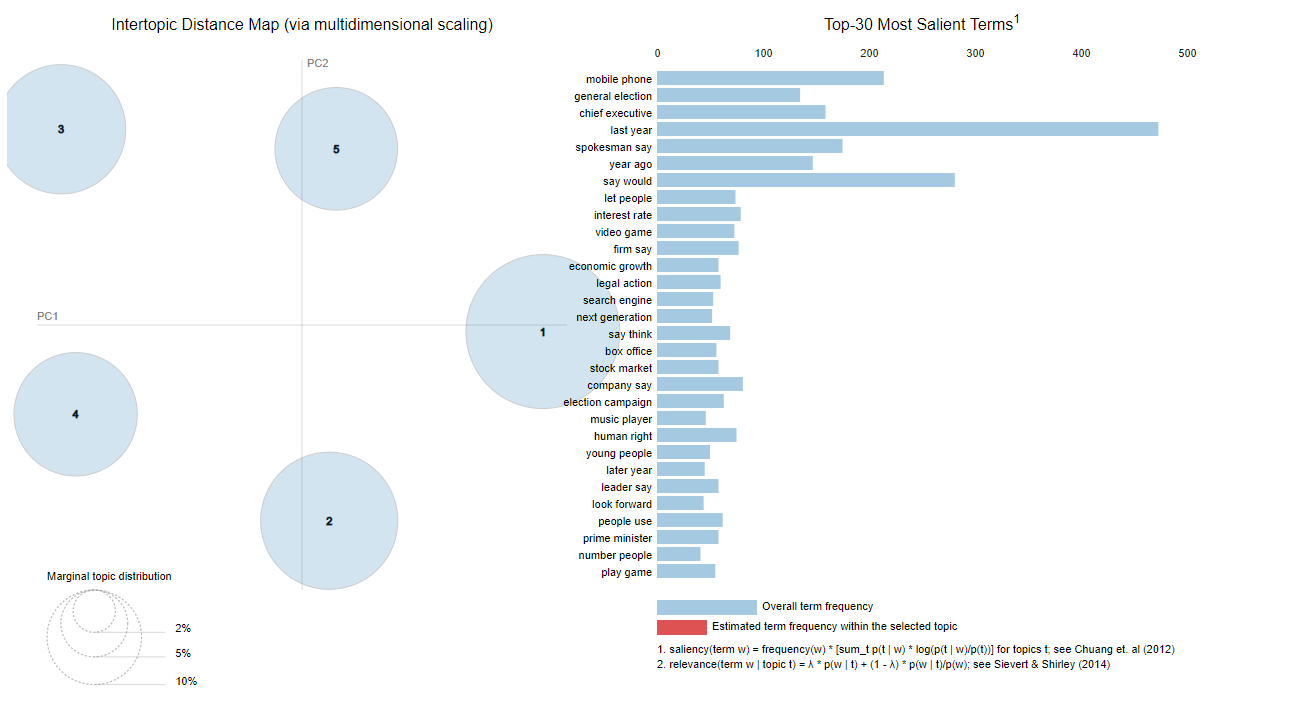 Intertopic Distance Map (via multidimensional scaling)
PC2
PC1
3
5
1
4
2
Marginal topic distribution
2%
5%
10%
Top-30 Most Salient Terms1
0 100 200 300 400 500
mobile phone
general election
chief executive
last year
spokesman say
year ago
say would
let people
interest rate
video game
firm say
economic growth
legal action
search engine
next generation
say think
box office
stock market
company say
election campaign
music player
human right
young people
later year
leader say
look forward
people use
prime minister
number people
play game
Overall term frequency
Estimated term frequency within the selected topic
1. saliency(term w) = frequency(w) * [sum_t p(t | w) * log(p(t | w)/p(t))] for topics t; see Chuang et. al (2012)
2. relevance(term w | topic t) = λ * p(w | t) + (1 - λ) * p(w | t)/p(w); see Sievert & Shirley (2014)